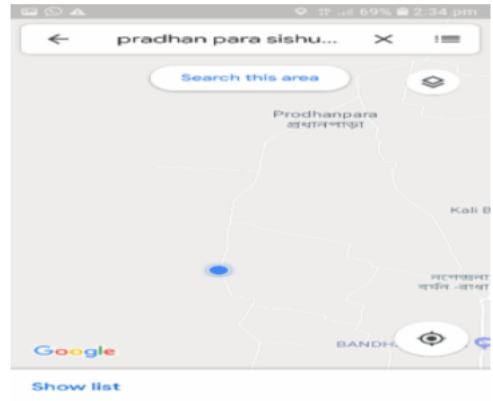 69% 2:34 pm
pradhan para sishu...
Search this area
Prodhanpara
প্রধানপাড়া
Kali B
BANDH
Google
Show list